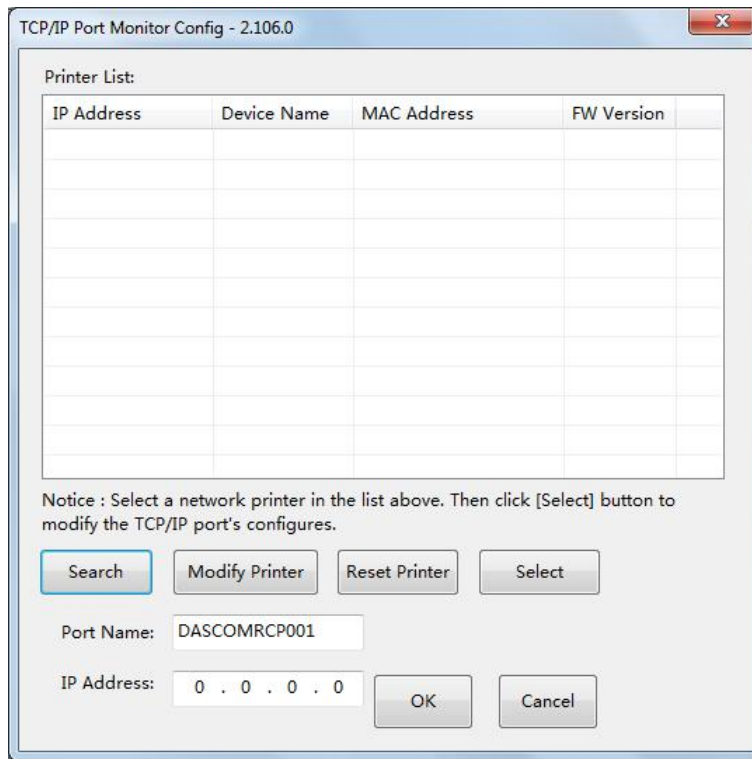 TCP/IP Port Monitor Config - 2.106.0
Printer List:
IP Address Device Name MAC Address FW Version
Notice : Select a network printer in the list above. Then click [Select] button to
modify the TCP/IP port's configures.
Search Modify Printer Reset Printer Select
Port Name: DASCOMRCP001
IP Address: 0 . 0 . 0 . 0
OK Cancel